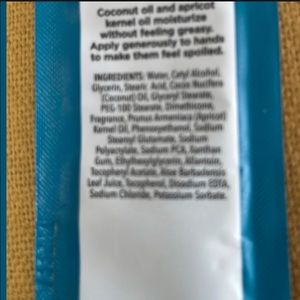 Coconut oil and apricot
kernel oil moisturize
without feeling greasy.
Apply generously to hands
to make them feel spoiled.
INGREDIENTS: Water, Cetyl Alcohol,
Glycerin, Stearic Acid, Cocos Nucifera
(Coconut) Oil, Glyceryl Stearate,
PEG-100 Stearate, Dimethicone,
Fragrance, Prunus Armeniaca (Apricot)
Kernel Oil, Phenoxyethanol, Sodium
Stearoyl Glutamate, Sodium
Polyacrylate, Sodium PCA, Xanthan
Gum, Ethylhexylglycerin, Allantoin,
Tocopheryl Acetate, Aloe Barbadensis
Leaf Juice, Tocopherol, Disodium EDTA,
Sodium Chloride, Potassium Sorbate.